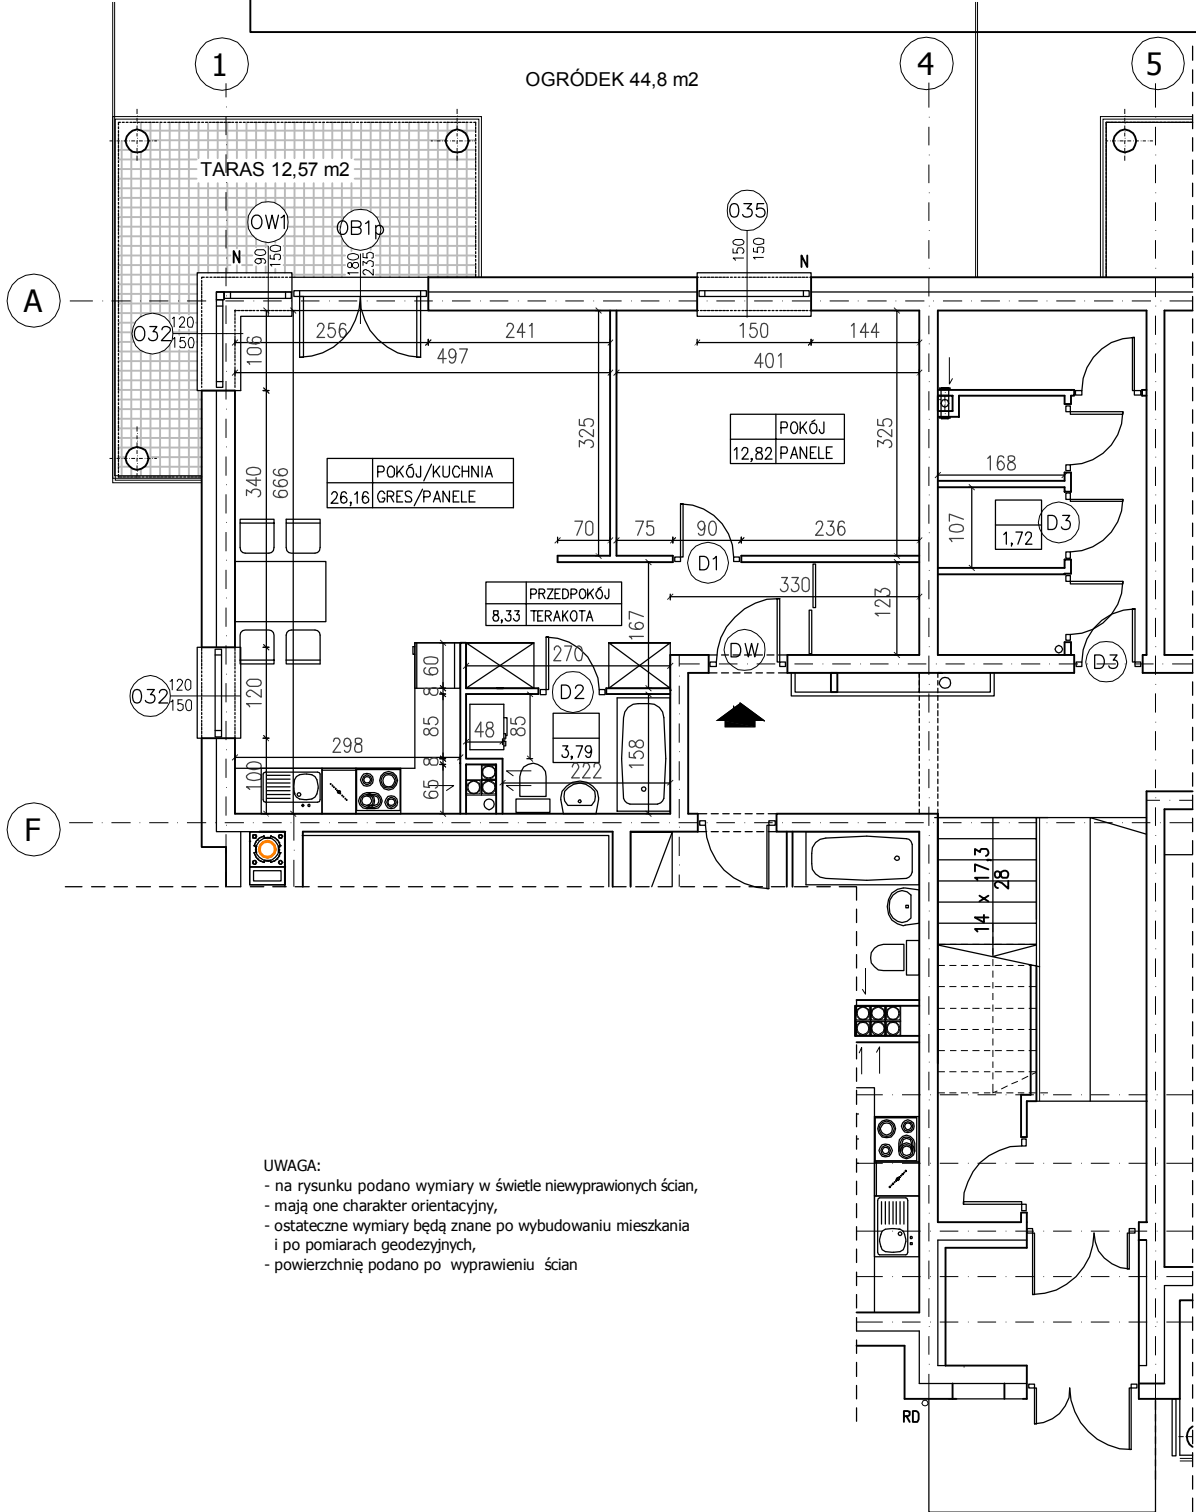 1
4
5
OGRÓDEK 44,8 m2
TARAS 12,57 m2
OW1
90
150
OB1p
180
235
O35
150
150
N
N
A
O32
120
150
106
256
241
150
144
497
401
325
325
POKÓJ
12,82 PANELE
POKÓJ/KUCHNIA
26,16 GRES/PANELE
340
666
168
107
1,72
D3
70
75
90
236
D1
PRZEDPOKÓJ
8,33 TERAKOTA
330
123
167
DW
D3
60
270
O32
120
150
120
8
D2
85
48
85
3,79
158
298
100
8
65
222
F
14 x 17,3
28
UWAGA:
- na rysunku podano wymiary w świetle niewyprawionych ścian,
- mają one charakter orientacyjny,
- ostateczne wymiary będą znane po wybudowaniu mieszkania
i po pomiarach geodezyjnych,
- powierzchnię podano po wyprawieniu ścian
RD